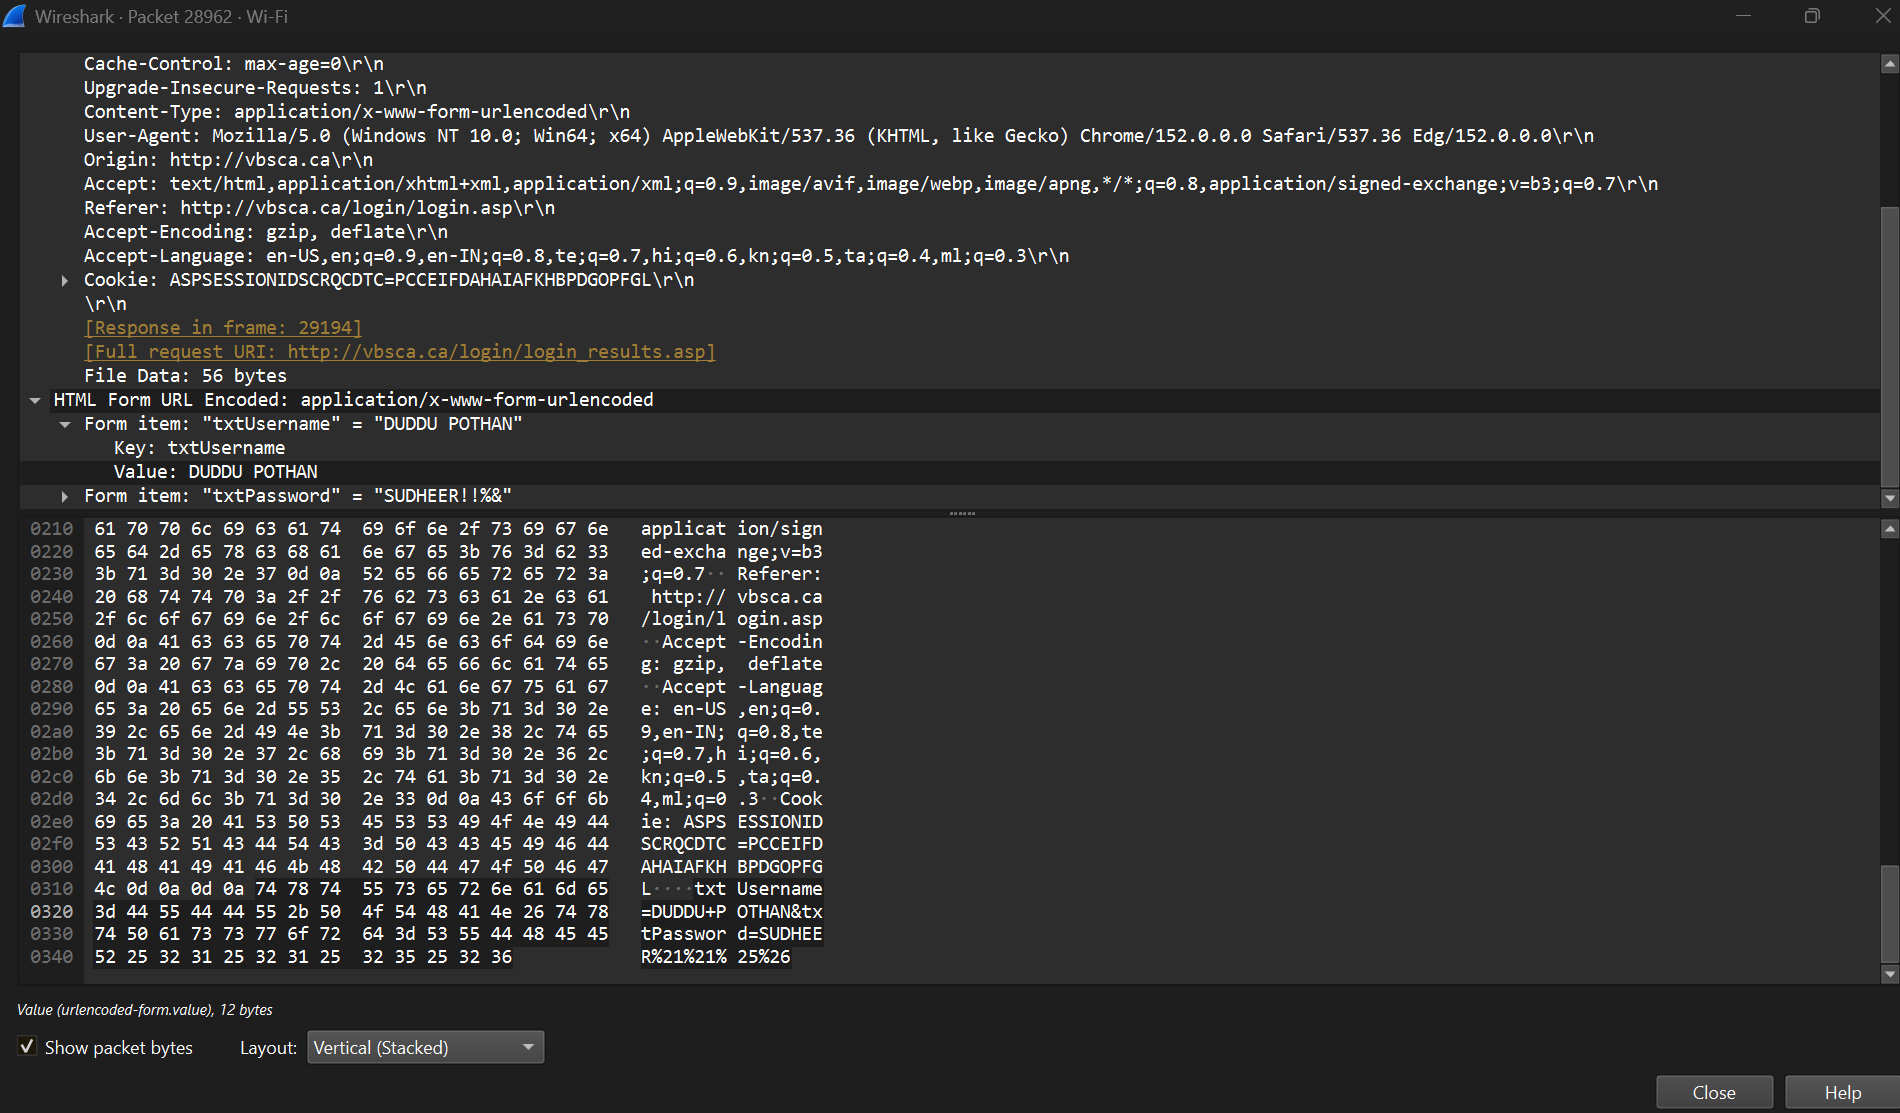 Wireshark · Packet 28962 · Wi-Fi
Cache-Control: max-age=0\r\n
Upgrade-Insecure-Requests: 1\r\n
Content-Type: application/x-www-form-urlencoded\r\n
User-Agent: Mozilla/5.0 (Windows NT 10.0; Win64; x64) AppleWebKit/537.36 (KHTML, like Gecko) Chrome/152.0.0.0 Safari/537.36 Edg/152.0.0.0\r\n
Origin: http://vbsca.ca\r\n
Accept: text/html,application/xhtml+xml,application/xml;q=0.9,image/avif,image/webp,image/apng,*/*;q=0.8,application/signed-exchange;v=b3;q=0.7\r\n
Referer: http://vbsca.ca/login/login.asp\r\n
Accept-Encoding: gzip, deflate\r\n
Accept-Language: en-US,en;q=0.9,en-IN;q=0.8,te;q=0.7,hi;q=0.6,kn;q=0.5,ta;q=0.4,ml;q=0.3\r\n
Cookie: ASPSESSIONIDSCRQCDTC=PCCEIFDAHAIAFKHBPDGOPFGL\r\n
\r\n
[Response in frame: 29194]
[Full request URI: http://vbsca.ca/login/login_results.asp]
File Data: 56 bytes
HTML Form URL Encoded: application/x-www-form-urlencoded
Form item: "txtUsername" = "DUDDU POTHAN"
Key: txtUsername
Value: DUDDU POTHAN
Form item: "txtPassword" = "SUDHEER!!%&"
0210 61 70 70 6c 69 63 61 74 69 6f 6e 2f 73 69 67 6e applicat ion/sign
0220 65 64 2d 65 78 63 68 61 6e 67 65 3b 76 3d 62 33 ed-excha nge;v=b3
0230 3b 71 3d 30 2e 37 0d 0a 52 65 66 65 72 65 72 3a ;q=0.7·· Referer:
0240 20 68 74 74 70 3a 2f 2f 76 62 73 63 61 2e 63 61 http:// vbsca.ca
0250 2f 6c 6f 67 69 6e 2f 6c 6f 67 69 6e 2e 61 73 70 /login/l ogin.asp
0260 0d 0a 41 63 63 65 70 74 2d 45 6e 63 6f 64 69 6e ··Accept -Encodin
0270 67 3a 20 67 7a 69 70 2c 20 64 65 66 6c 61 74 65 g: gzip, deflate
0280 0d 0a 41 63 63 65 70 74 2d 4c 61 6e 67 75 61 67 ··Accept -Languag
0290 65 3a 20 65 6e 2d 55 53 2c 65 6e 3b 71 3d 30 2e e: en-US ,en;q=0.
02a0 39 2c 65 6e 2d 49 4e 3b 71 3d 30 2e 38 2c 74 65 9,en-IN; q=0.8,te
02b0 3b 71 3d 30 2e 37 2c 68 69 3b 71 3d 30 2e 36 2c ;q=0.7,h i;q=0.6,
02c0 6b 6e 3b 71 3d 30 2e 35 2c 74 61 3b 71 3d 30 2e kn;q=0.5 ,ta;q=0.
02d0 34 2c 6d 6c 3b 71 3d 30 2e 33 0d 0a 43 6f 6f 6b 4,ml;q=0 .3··Cook
02e0 69 65 3a 20 41 53 50 53 45 53 53 49 4f 4e 49 44 ie: ASPS ESSIONID
02f0 53 43 52 51 43 44 54 43 3d 50 43 43 45 49 46 44 SCRQCDTC =PCCEIFD
0300 41 48 41 49 41 46 4b 48 42 50 44 47 4f 50 46 47 AHAIAFKH BPDGOPFG
0310 4c 0d 0a 0d 0a 74 78 74 55 73 65 72 6e 61 6d 65 L····txt Username
0320 3d 44 55 44 44 55 2b 50 4f 54 48 41 4e 26 74 78 =DUDDU+P OTHAN&tx
0330 74 50 61 73 73 77 6f 72 64 3d 53 55 44 48 45 45 tPasswor d=SUDHEE
0340 52 25 32 31 25 32 31 25 32 35 25 32 36 R%21%21% 25%26
Value (urlencoded-form.value), 12 bytes
Show packet bytes Layout: Vertical (Stacked)
Close Help